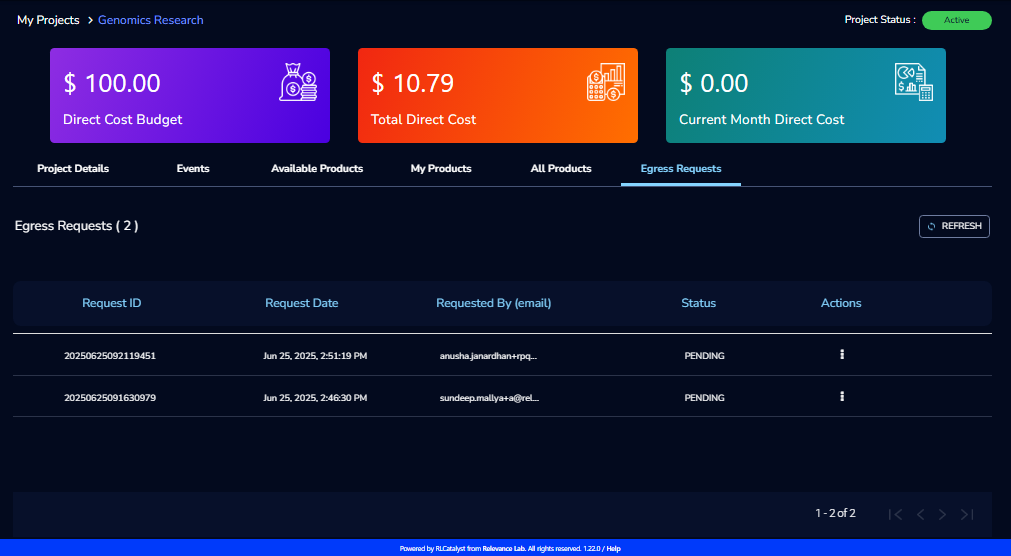 My Projects > Genomics Research Project Status : Active
$ 100.00 $ 10.79 $ 0.00
Direct Cost Budget Total Direct Cost Current Month Direct Cost
Project Details Events Available Products My Products All Products Egress Requests
Egress Requests ( 2 ) REFRESH
Request ID Request Date Requested By (email) Status Actions
20250625092119451 Jun 25, 2025, 2:51:19 PM anusha.janardhan+rpq... PENDING
20250625091630979 Jun 25, 2025, 2:46:30 PM sundeep.mallya+a@rel... PENDING
1 - 2 of 2
Powered by RLCatalyst from Relevance Lab. All rights reserved. 1.22.0 / Help